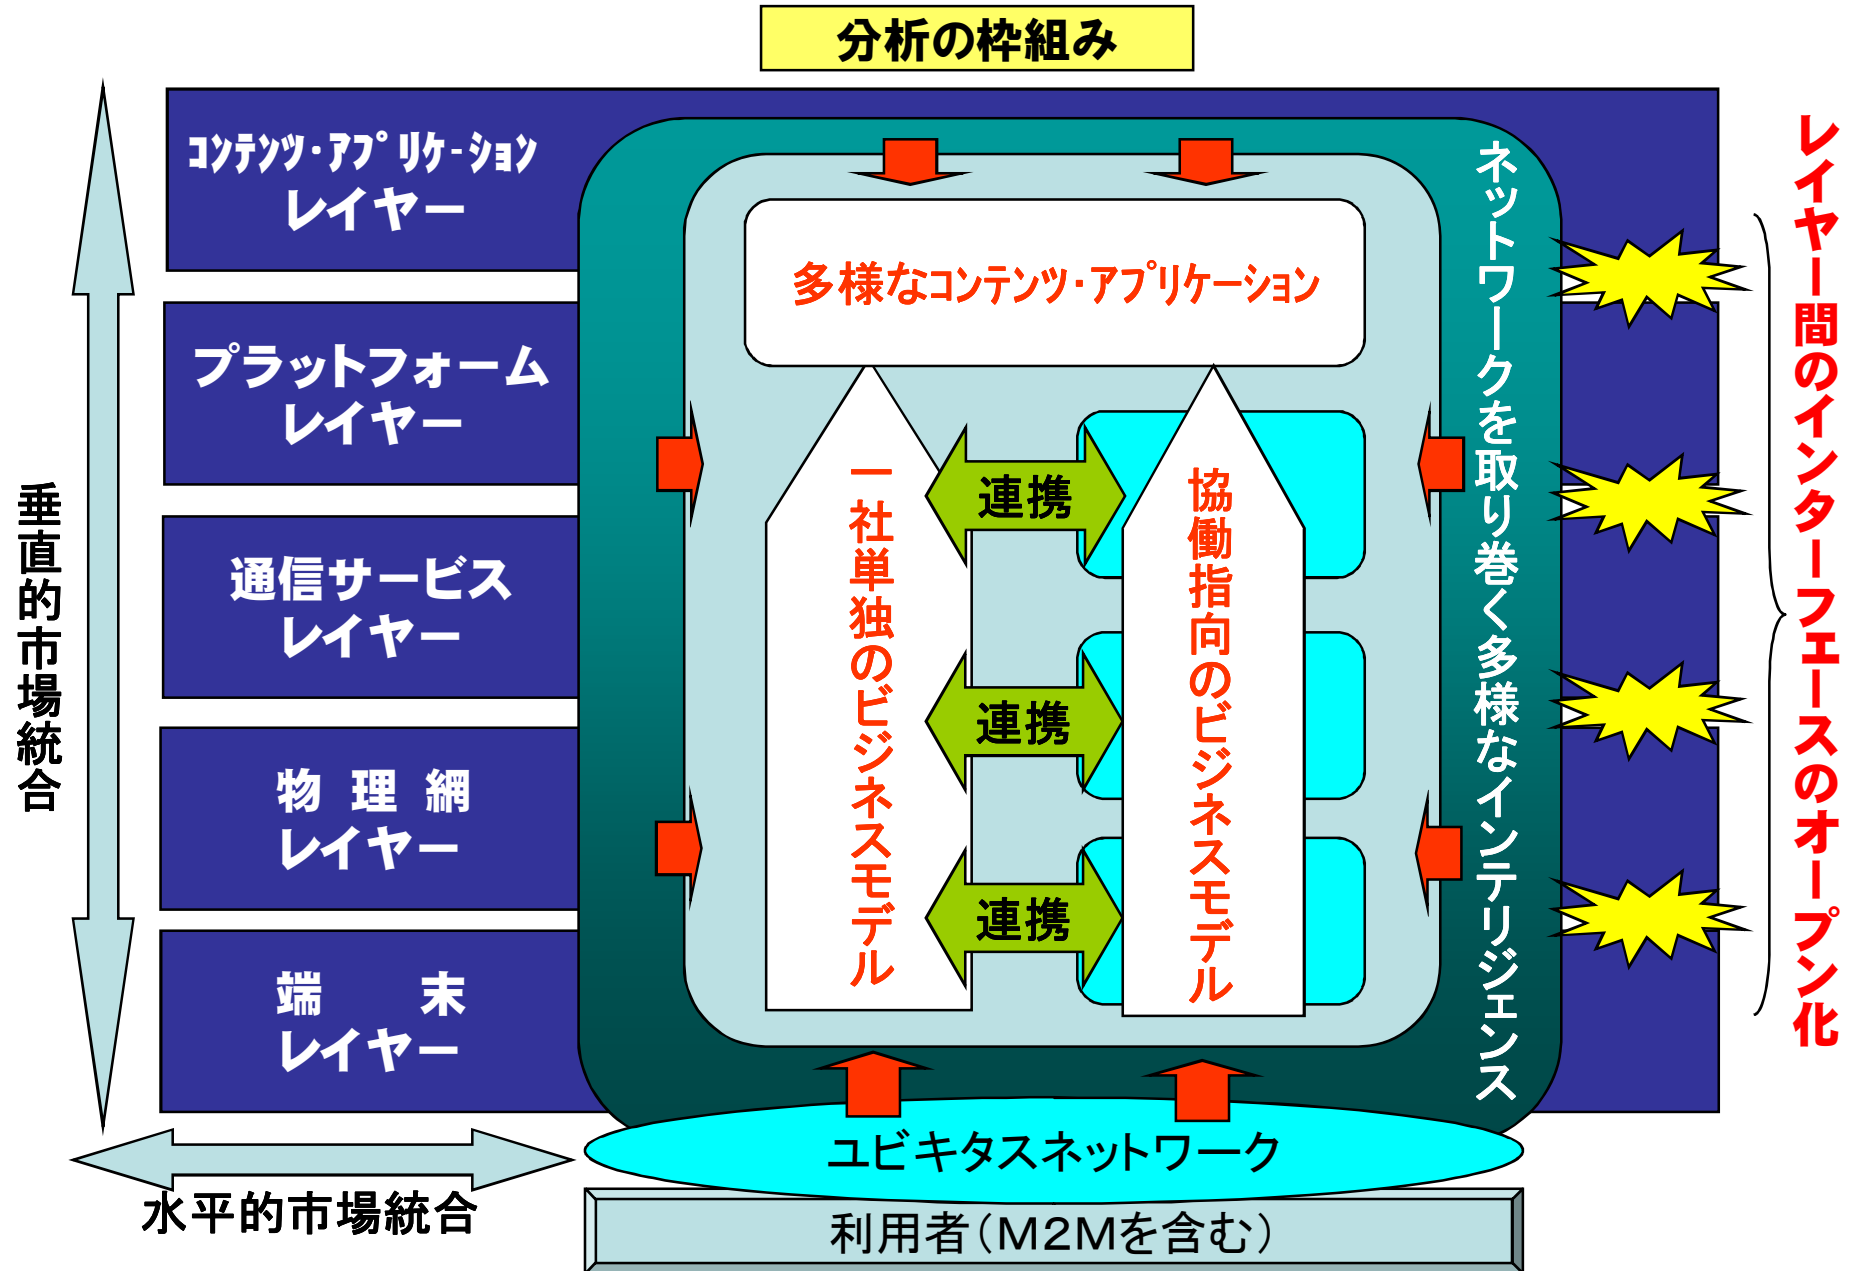 分析の枠組み
ｺﾝﾃﾝﾂ･ｱﾌﾟﾘｹｰｼｮﾝ
レイヤー
プラットフォーム
レイヤー
通信サービス
レイヤー
物 理 網
レイヤー
端　　末
レイヤー
垂直的市場統合
水平的市場統合
多様なｺﾝﾃﾝﾂ･ｱﾌﾟﾘｹｰｼｮﾝ
一社単独のビジネスモデル
連携
連携
連携
協働指向のビジネスモデル
ネットワークを取り巻く多様なインテリジェンス
レイヤー間のインターフェースのオープン化
ユビキタスネットワーク
利用者（Ｍ２Ｍを含む）